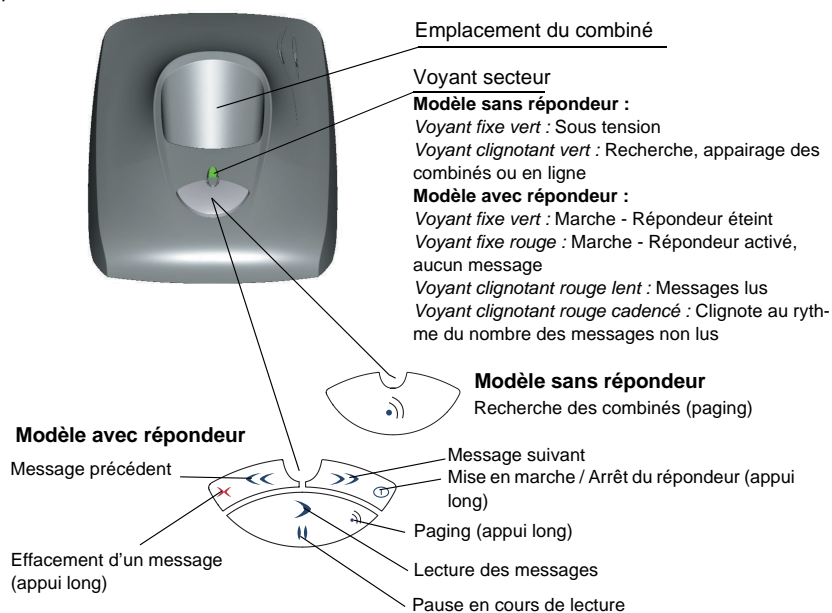 Emplacement du combiné
Voyant secteur
Modèle sans répondeur :
Voyant fixe vert : Sous tension
Voyant clignotant vert : Recherche, appairage des
combinés ou en ligne
Modèle avec répondeur :
Voyant fixe vert : Marche - Répondeur éteint
Voyant fixe rouge : Marche - Répondeur activé,
aucun message
Voyant clignotant rouge lent : Messages lus
Voyant clignotant rouge cadencé : Clignote au ryth-
me du nombre des messages non lus
Modèle sans répondeur
Recherche des combinés (paging)
Modèle avec répondeur
Message précédent
Message suivant
Mise en marche / Arrêt du répondeur (appui
long)
Paging (appui long)
Effacement d'un message
(appui long)
Lecture des messages
Pause en cours de lecture